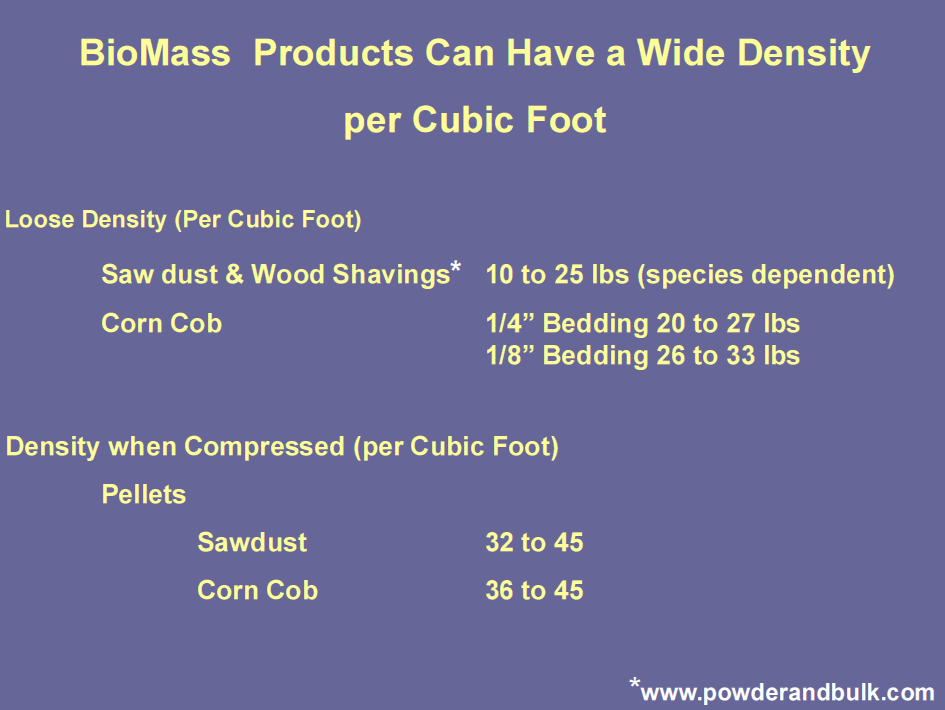 BioMass  Products Can Have a Wide Density
per Cubic Foot
Loose Density (Per Cubic Foot)
Saw dust & Wood Shavings* 10 to 25 lbs (species dependent)
Corn Cob 1/4” Bedding 20 to 27 lbs
1/8” Bedding 26 to 33 lbs
Density when Compressed (per Cubic Foot)
Pellets
Sawdust 32 to 45
Corn Cob 36 to 45
*www.powderandbulk.com